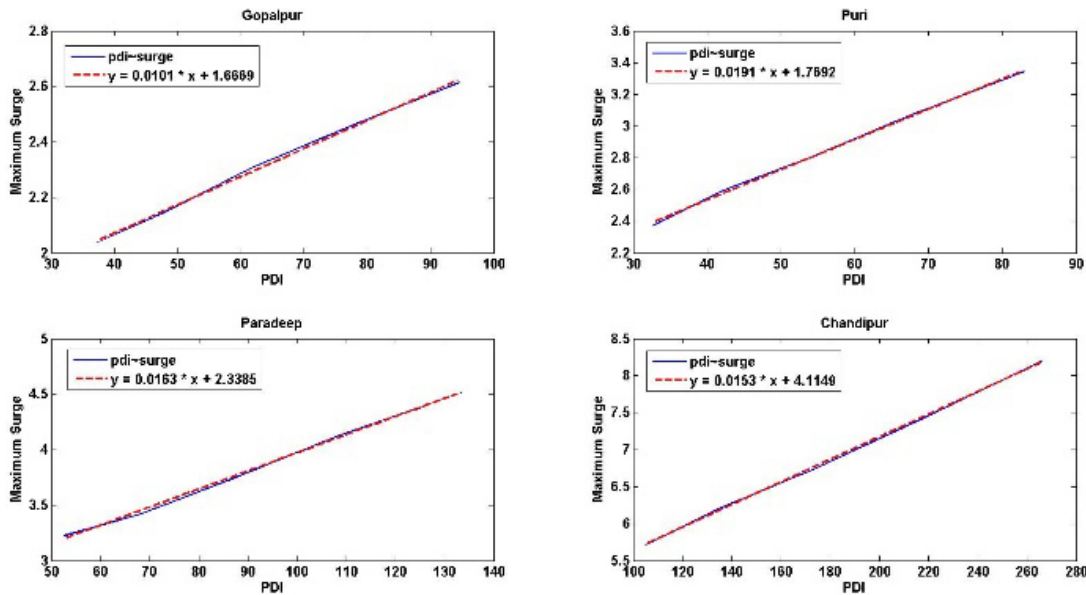 Gopalpur
Maximum Surge
2.8
2.6
2.4
2.2
2
pdi~surge
y = 0.0101 * x + 1.6669
30 40 50 60 70 80 90 100
PDI
Puri
Maximum Surge
3.6
3.4
3.2
3
2.8
2.6
2.4
2.2
pdi~surge
y = 0.0191 * x + 1.7692
30 40 50 60 70 80 90
PDI
Paradeep
Maximum Surge
5
4.5
4
3.5
3
pdi~surge
y = 0.0163 * x + 2.3385
50 60 70 80 90 100 110 120 130 140
PDI
Chandipur
Maximum Surge
8.5
8
7.5
7
6.5
6
5.5
pdi~surge
y = 0.0153 * x + 4.1149
100 120 140 160 180 200 220 240 260 280
PDI